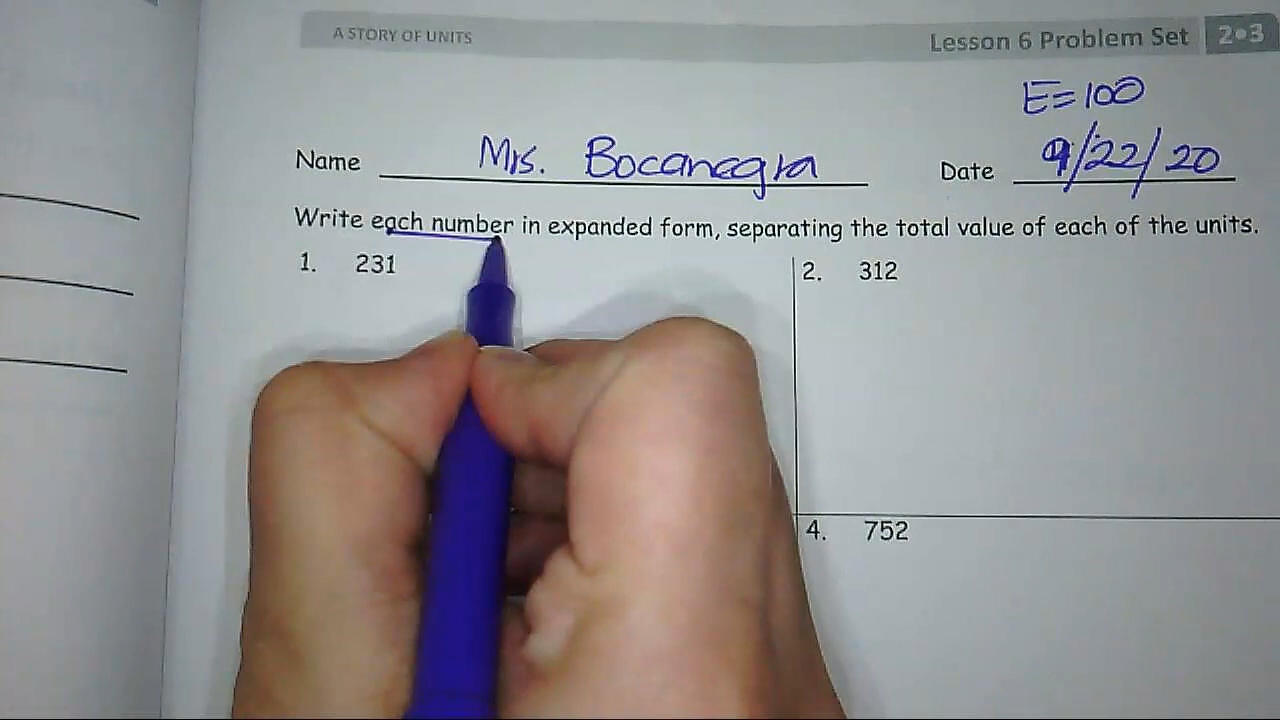 A STORY OF UNITS
Lesson 6 Problem Set 2•3
E=100
Name Mrs. Bocanegra Date 9/22/20
Write each number in expanded form, separating the total value of each of the units.
1. 231
2. 312
4. 752